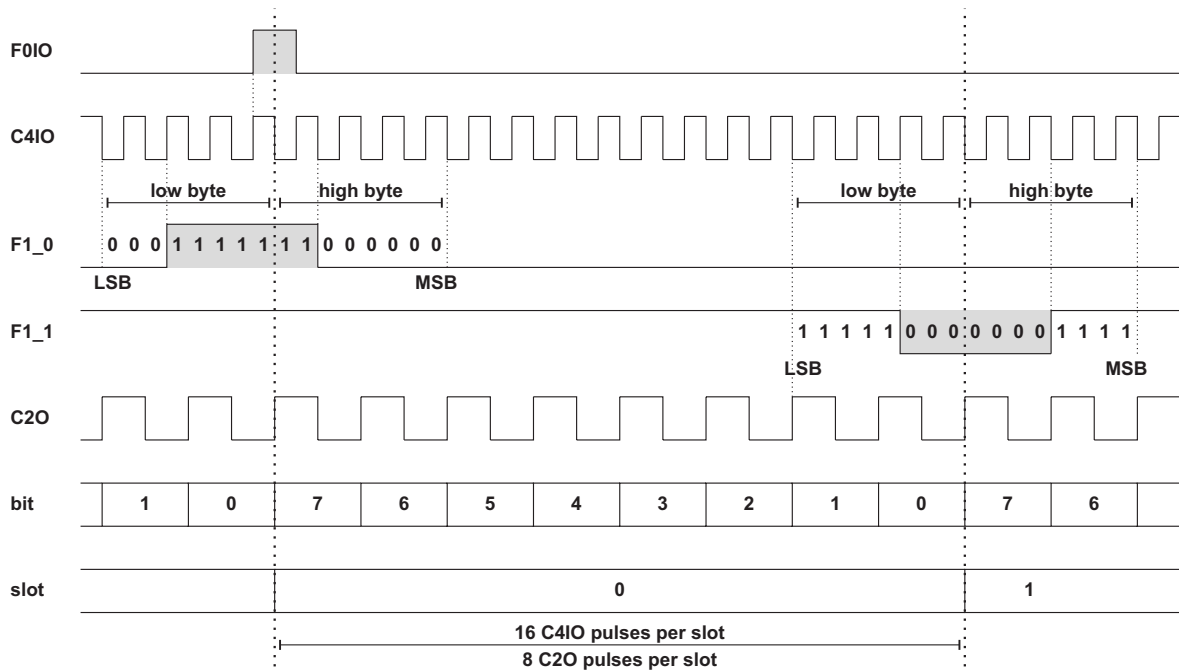 F0IO
C4IO
low byte high byte low byte high byte
F1_0 0 0 0 1 1 1 1 1 1 1 0 0 0 0 0 0
LSB MSB
F1_1 1 1 1 1 1 0 0 0 0 0 0 0 1 1 1 1
LSB MSB
C2O
bit 1 0 7 6 5 4 3 2 1 0 7 6
slot 0 1
16 C4IO pulses per slot
8 C2O pulses per slot